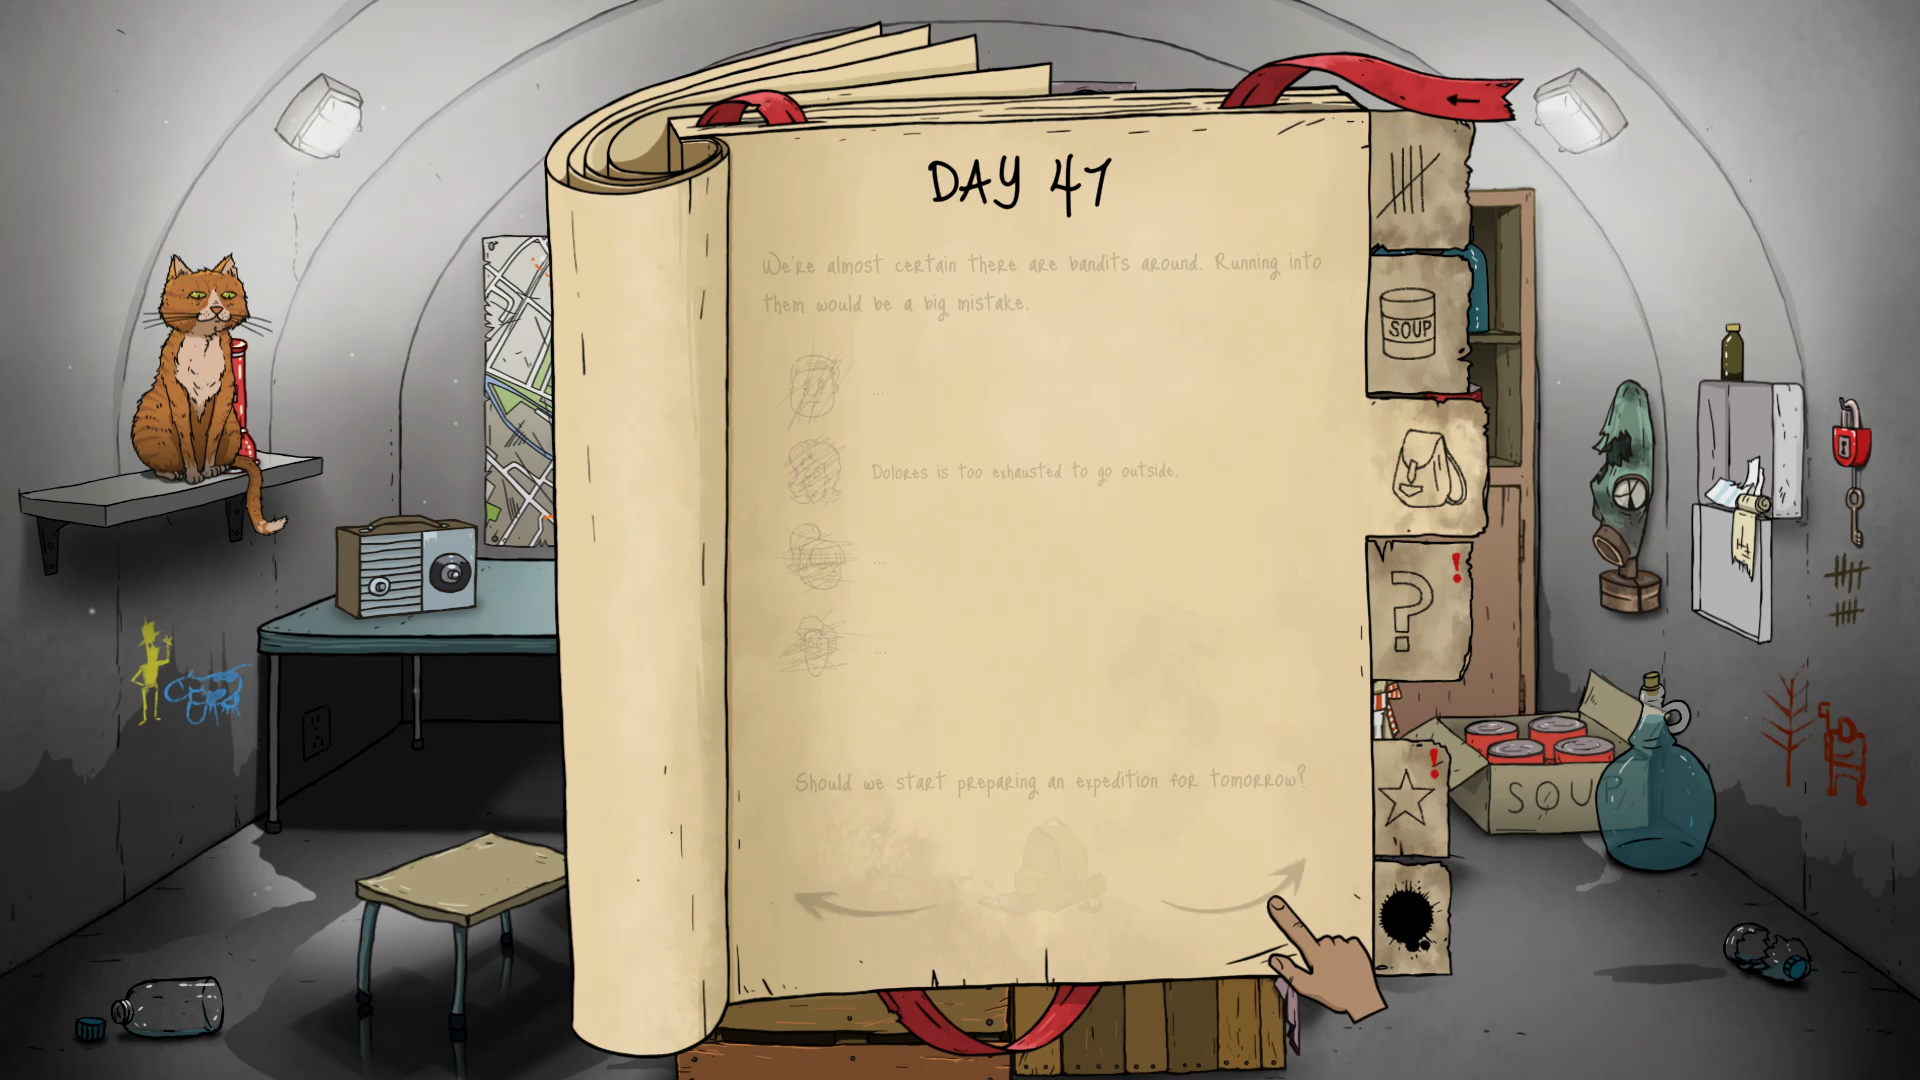 DAY 47
We're almost certain there are bandits around. Running into
them would be a big mistake.
...
Dolores is too exhausted to go outside.
...
...
Should we start preparing an expedition for tomorrow?
SOUP
SOUP